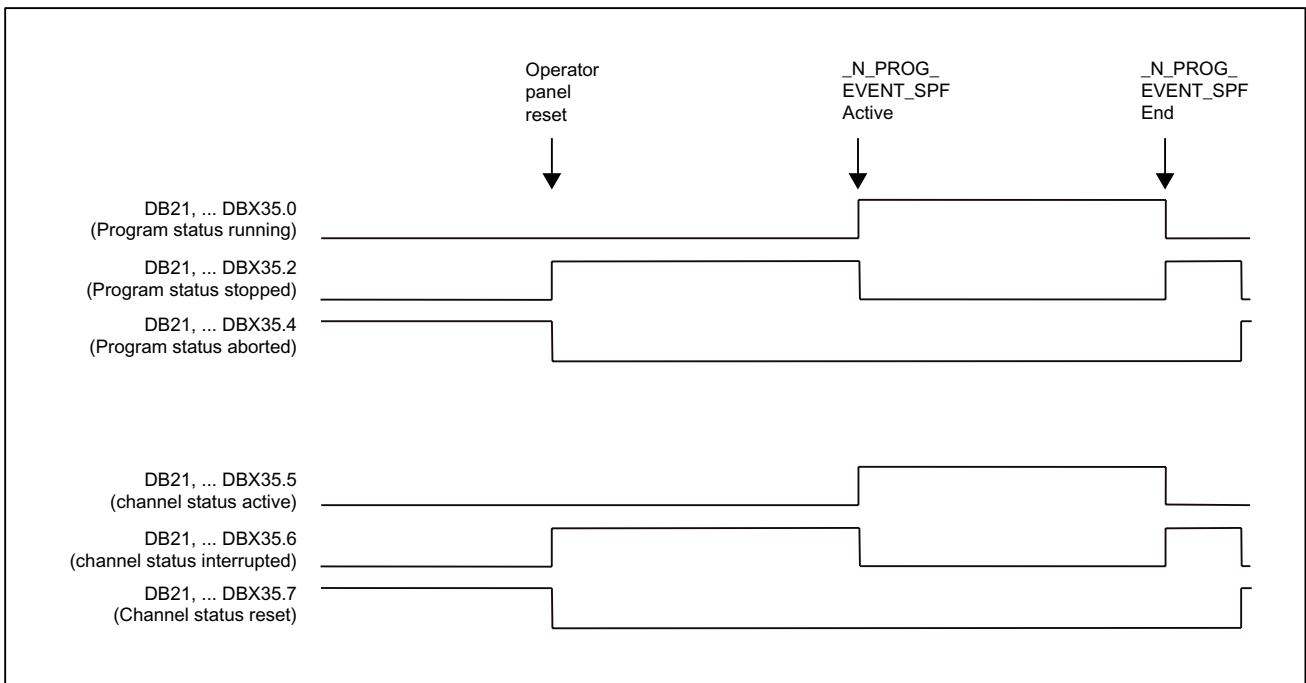 Operator
panel
reset
_N_PROG_
EVENT_SPF
Active
_N_PROG_
EVENT_SPF
End
DB21, ... DBX35.0
(Program status running)
DB21, ... DBX35.2
(Program status stopped)
DB21, ... DBX35.4
(Program status aborted)
DB21, ... DBX35.5
(channel status active)
DB21, ... DBX35.6
(channel status interrupted)
DB21, ... DBX35.7
(Channel status reset)